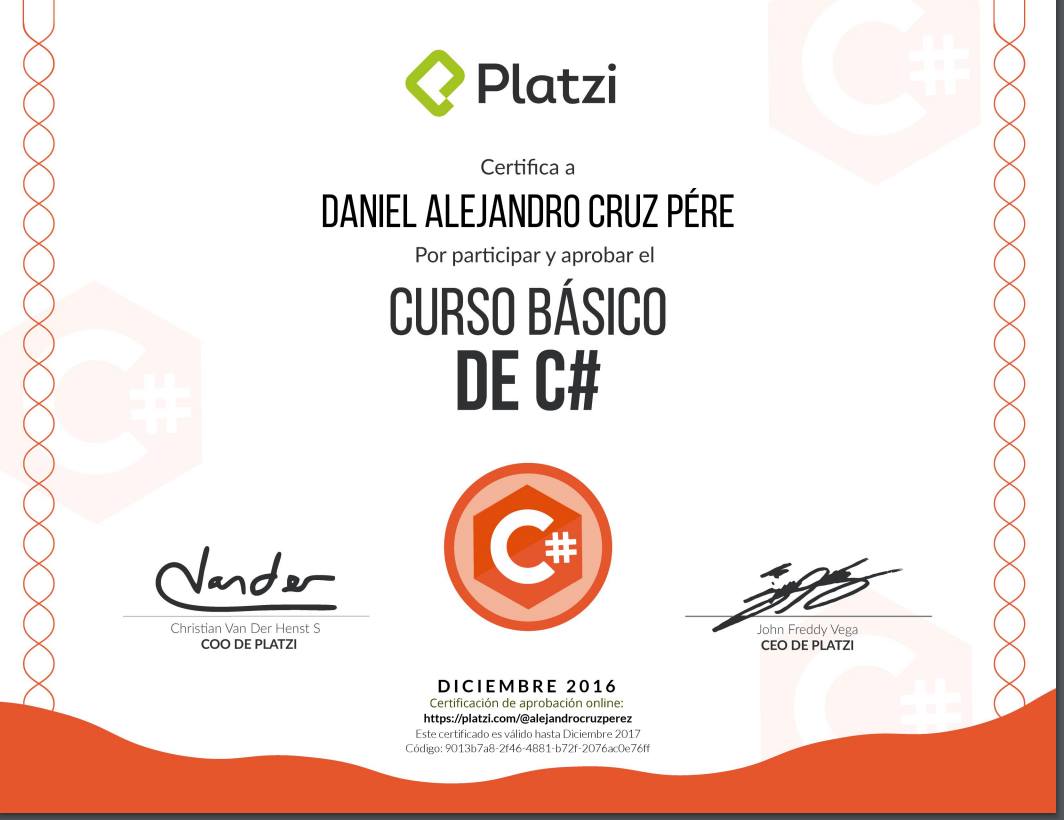 Platzi
Certifica a
DANIEL ALEJANDRO CRUZ PÉRE
Por participar y aprobar el
CURSO BÁSICO
DE C#
C#
Vander
Christian Van Der Henst S
COO DE PLATZI
John Freddy Vega
CEO DE PLATZI
DICIEMBRE 2016
Certificación de aprobación online:
https://platzi.com/@alejandrocruzperez
Este certificado es válido hasta Diciembre 2017
Código: 9013b7a8-2f46-4881-b72f-2076ac0e76ff